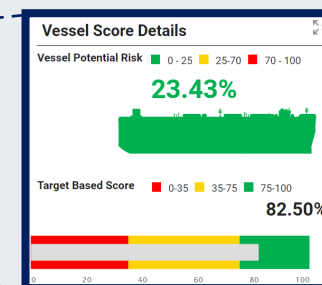 Vessel Score Details
Vessel Potential Risk 0 - 25 25-70 70 - 100
23.43%
Target Based Score 0-35 35-75 75-100
82.50%
0 20 40 60 80 100